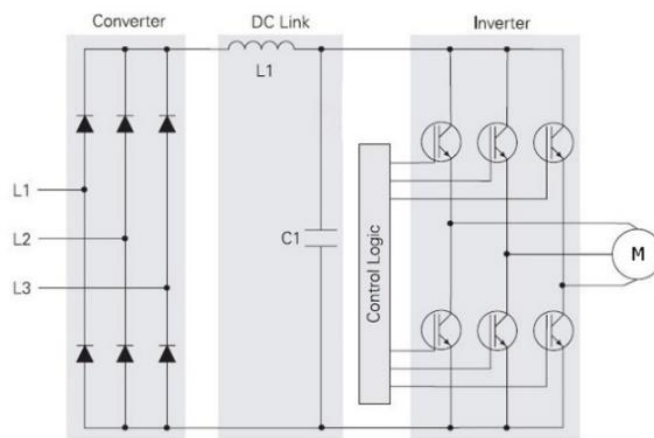 Converter
DC Link
Inverter
L1
L1
L2
C1
L3
Control Logic
M